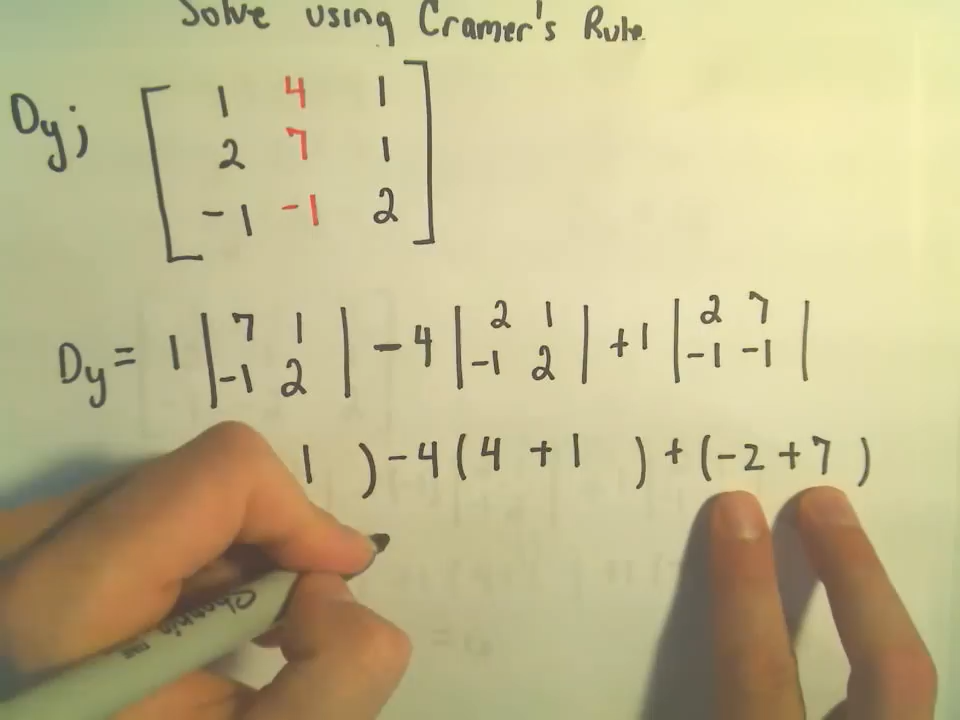 Solve using Cramer's Rule
Dy; [ 1 4 1
2 7 1
-1 -1 2 ]
Dy = 1 | 7 1 | - 4 | 2 1 | + 1 | 2 7 |
| -1 2 | | -1 2 | | -1 -1 |
1 ) - 4 ( 4 + 1 ) + ( - 2 + 7 )
Sharpie